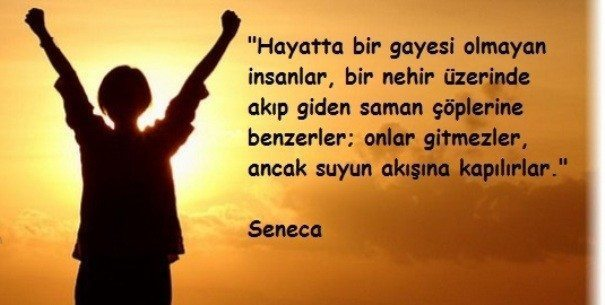 "Hayatta bir gayesi olmayan
insanlar, bir nehir üzerinde
akıp giden saman çöplerine
benzerler; onlar gitmezler,
ancak suyun akışına kapılırlar."
Seneca